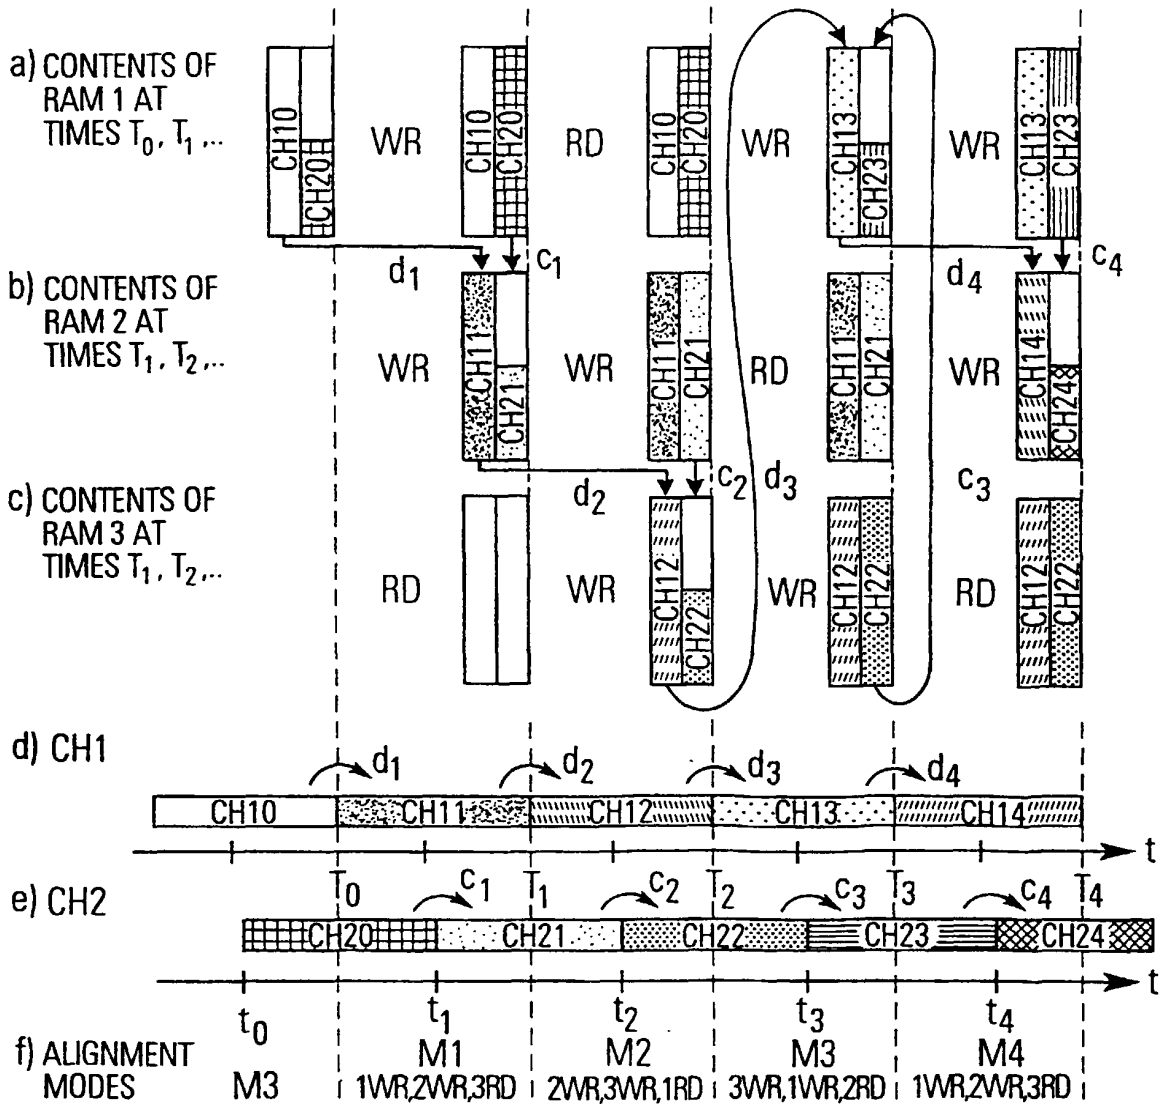 a) CONTENTS OF
RAM 1 AT
TIMES T0, T1,..
CH10
CH20
WR
CH10
CH20
RD
CH10
CH20
WR
CH13
CH23
WR
CH13
CH23
d1
c1
d4
c4
b) CONTENTS OF
RAM 2 AT
TIMES T1, T2,..
WR
CH11
CH21
WR
CH11
CH21
RD
CH11
CH21
WR
CH14
CH24
d2
c2
d3
c3
c) CONTENTS OF
RAM 3 AT
TIMES T1, T2,..
RD
WR
CH12
CH22
WR
CH12
CH22
RD
CH12
CH22
d) CH1
d1
d2
d3
d4
CH10
CH11
CH12
CH13
CH14
t
T0
T1
T2
T3
T4
e) CH2
c1
c2
c3
c4
CH20
CH21
CH22
CH23
CH24
t
t0
t1
t2
t3
t4
f) ALIGNMENT
MODES
M3
M1
1WR,2WR,3RD
M2
2WR,3WR,1RD
M3
3WR,1WR,2RD
M4
1WR,2WR,3RD